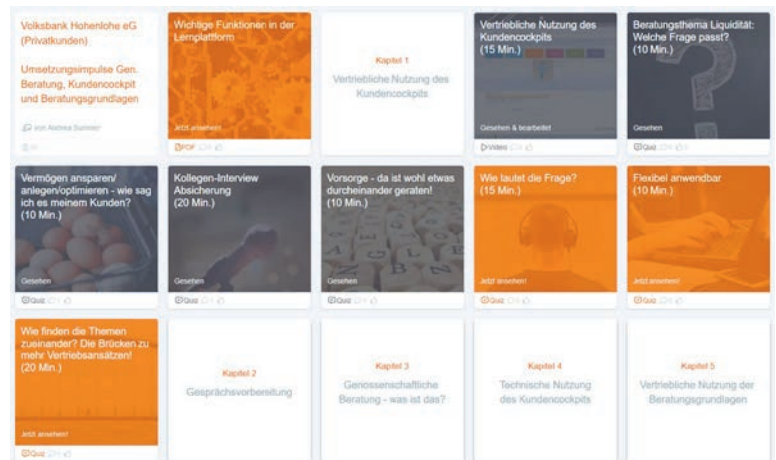 Volksbank Hohenlohe eG
(Privatkunden)
Umsetzungsimpulse Gen.
Beratung, Kundencockpit
und Beratungsgrundlagen
von Andrea Summer
Wichtige Funktionen in der
Lernplattform
Jetzt ansehen!
PDF
Kapitel 1
Vertriebliche Nutzung des
Kundencockpits
Vertriebliche Nutzung des
Kundencockpits
(15 Min.)
Gesehen & bearbeitet
Video
Beratungsthema Liquidität:
Welche Frage passt?
(10 Min.)
Gesehen
Quiz
Vermögen ansparen/
anlegen/optimieren - wie sag
ich es meinem Kunden?
(10 Min.)
Gesehen
Quiz
Kollegen-Interview
Absicherung
(20 Min.)
Gesehen
Quiz
Vorsorge - da ist wohl etwas
durcheinander geraten!
(10 Min.)
Gesehen
Quiz
Wie lautet die Frage?
(15 Min.)
Jetzt ansehen!
Quiz
Flexibel anwendbar
(10 Min.)
Jetzt ansehen!
Quiz
Wie finden die Themen
zueinander? Die Brücken zu
mehr Vertriebsansätzen!
(20 Min.)
Jetzt ansehen!
Quiz
Kapitel 2
Gesprächsvorbereitung
Kapitel 3
Genossenschaftliche
Beratung - was ist das?
Kapitel 4
Technische Nutzung
des Kundencockpits
Kapitel 5
Vertriebliche Nutzung der
Beratungsgrundlagen